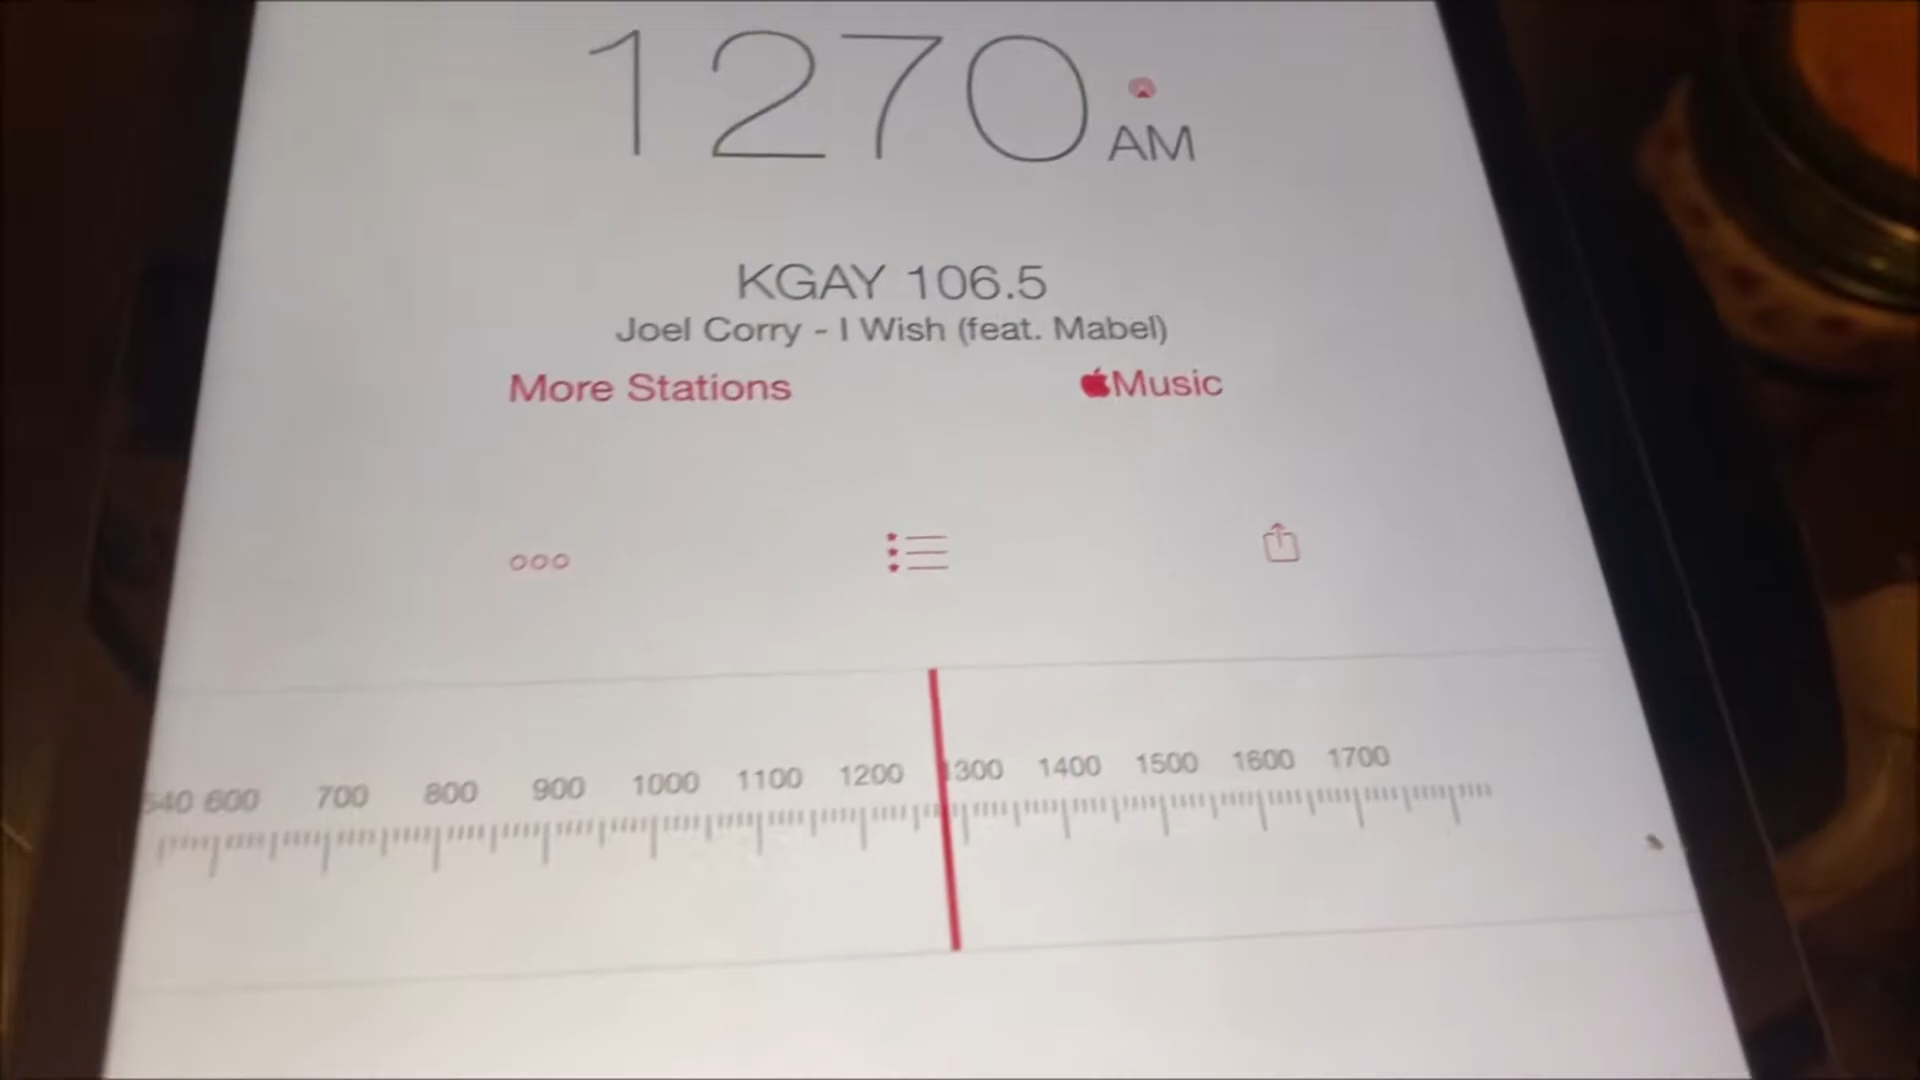 1270 AM
KGAY 106.5
Joel Corry - I Wish (feat. Mabel)
More Stations Music
540 600 700 800 900 1000 1100 1200 1300 1400 1500 1600 1700